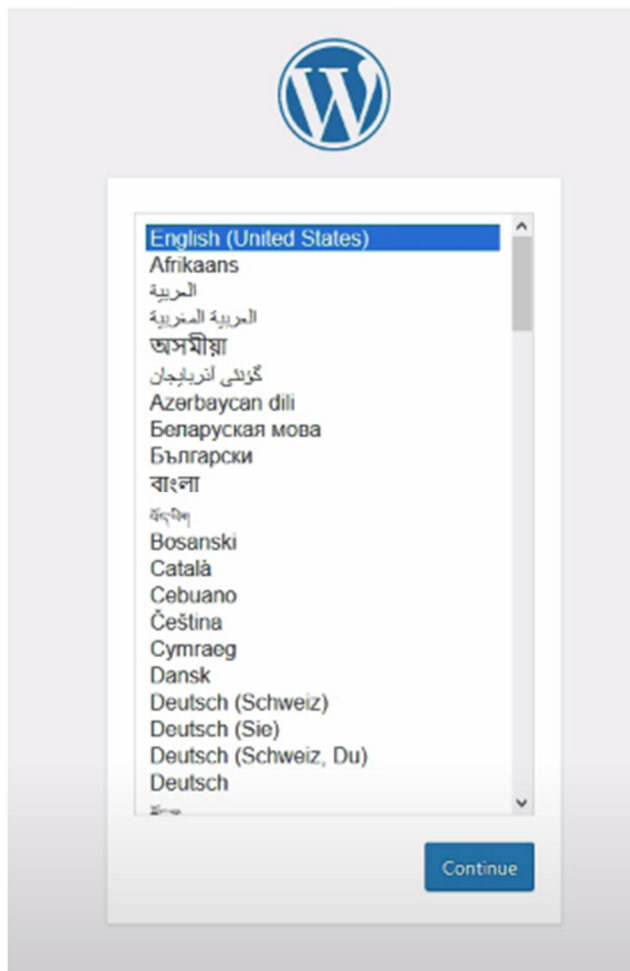 English (United States)
Afrikaans
العربية
العربية المغربية
অসমীয়া
گؤنئی آذربایجان
Azərbaycan dili
Беларуская мова
Български
বাংলা
བོད་ཡིག
Bosanski
Català
Cebuano
Čeština
Cymraeg
Dansk
Deutsch (Schweiz)
Deutsch (Sie)
Deutsch (Schweiz, Du)
Deutsch
Continue